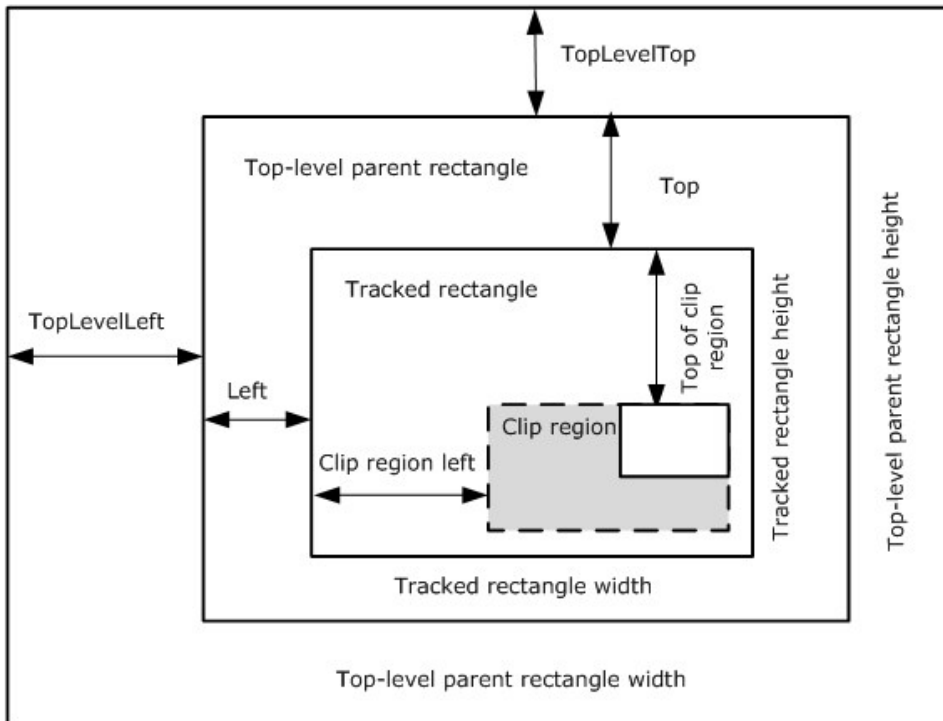 TopLevelTop
Top-level parent rectangle
Top
Tracked rectangle
TopLevelLeft
Left
Top of clip
region
Clip region
Clip region left
Tracked rectangle height
Top-level parent rectangle height
Tracked rectangle width
Top-level parent rectangle width